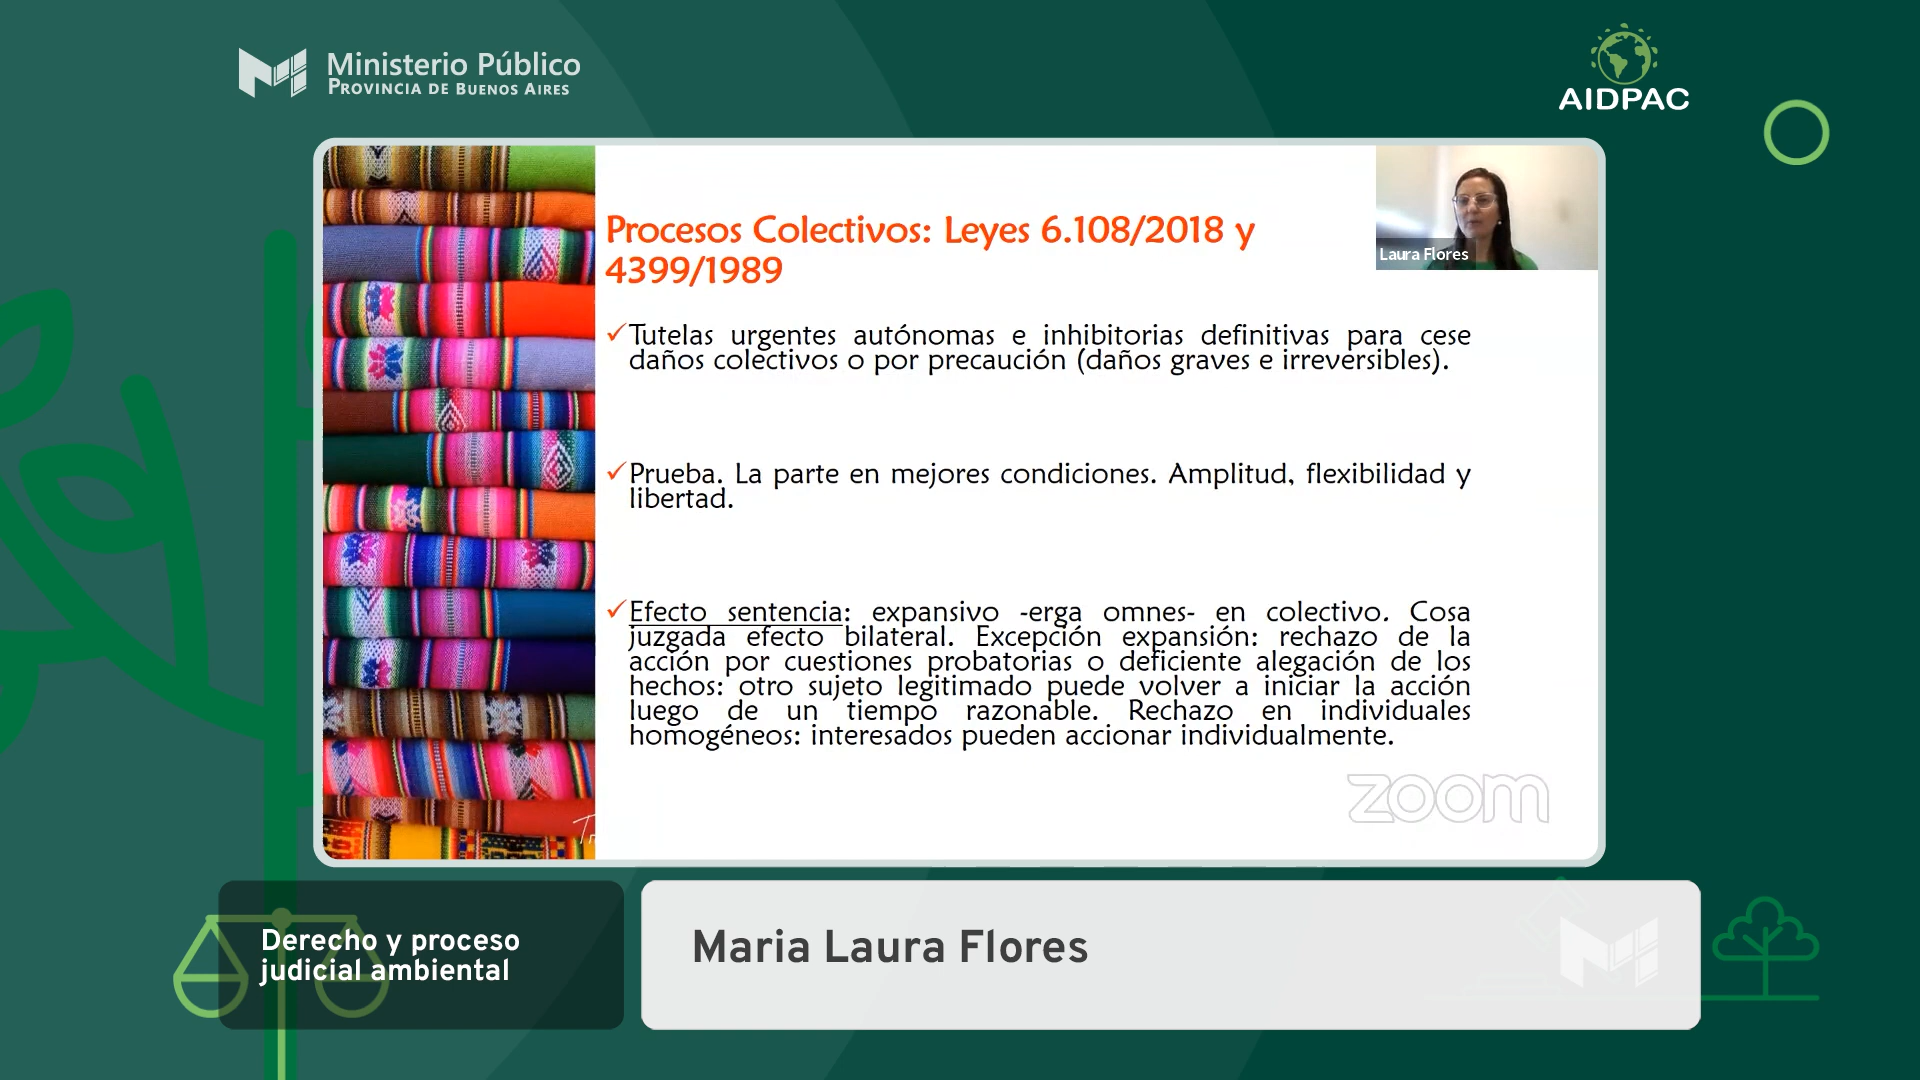 Ministerio Público
PROVINCIA DE BUENOS AIRES
AIDPAC
Procesos Colectivos: Leyes 6.108/2018 y
4399/1989
Laura Flores
✓Tutelas urgentes autónomas e inhibitorias definitivas para cese
daños colectivos o por precaución (daños graves e irreversibles).
✓Prueba. La parte en mejores condiciones. Amplitud, flexibilidad y
libertad.
✓Efecto sentencia: expansivo -erga omnes- en colectivo. Cosa
juzgada efecto bilateral. Excepción expansión: rechazo de la
acción por cuestiones probatorias o deficiente alegación de los
hechos: otro sujeto legitimado puede volver a iniciar la acción
luego de un tiempo razonable. Rechazo en individuales
homogéneos: interesados pueden accionar individualmente.
zoom
Derecho y proceso
judicial ambiental
Maria Laura Flores